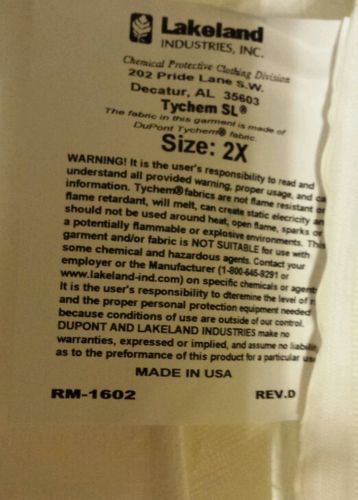 Lakeland
INDUSTRIES, INC.
Chemical Protective Clothing Division
202 Pride Lane S.W.
Decatur, AL 35603
Tychem SL®
The fabric in this garment is made of
DuPont Tychem® fabric.
Size: 2X
WARNING! It is the user's responsibility to read and
understand all provided warning, proper usage, and
information. Tychem®fabrics are not flame resistant or
flame retardant, will melt, can create static elecricity an
should not be used around heat, open flame, sparks or
a potentially flammable or explosive environments. This
garment and/or fabric is NOT SUITABLE for use with
some chemical and hazardous agents. Contact your
employer or the Manufacturer (1-800-645-9291 or
www.lakeland-ind.com) on specific chemicals or agents
It is the user's responsibility to dteremine the level of
and the proper personal protection equipment needed
because conditions of use are outside of our control.
DUPONT AND LAKELAND INDUSTRIES make no
warranties, expressed or implied, and assume no liabilit
as to the preformance of this product for a particular use
MADE IN USA
RM-1602 REV.D